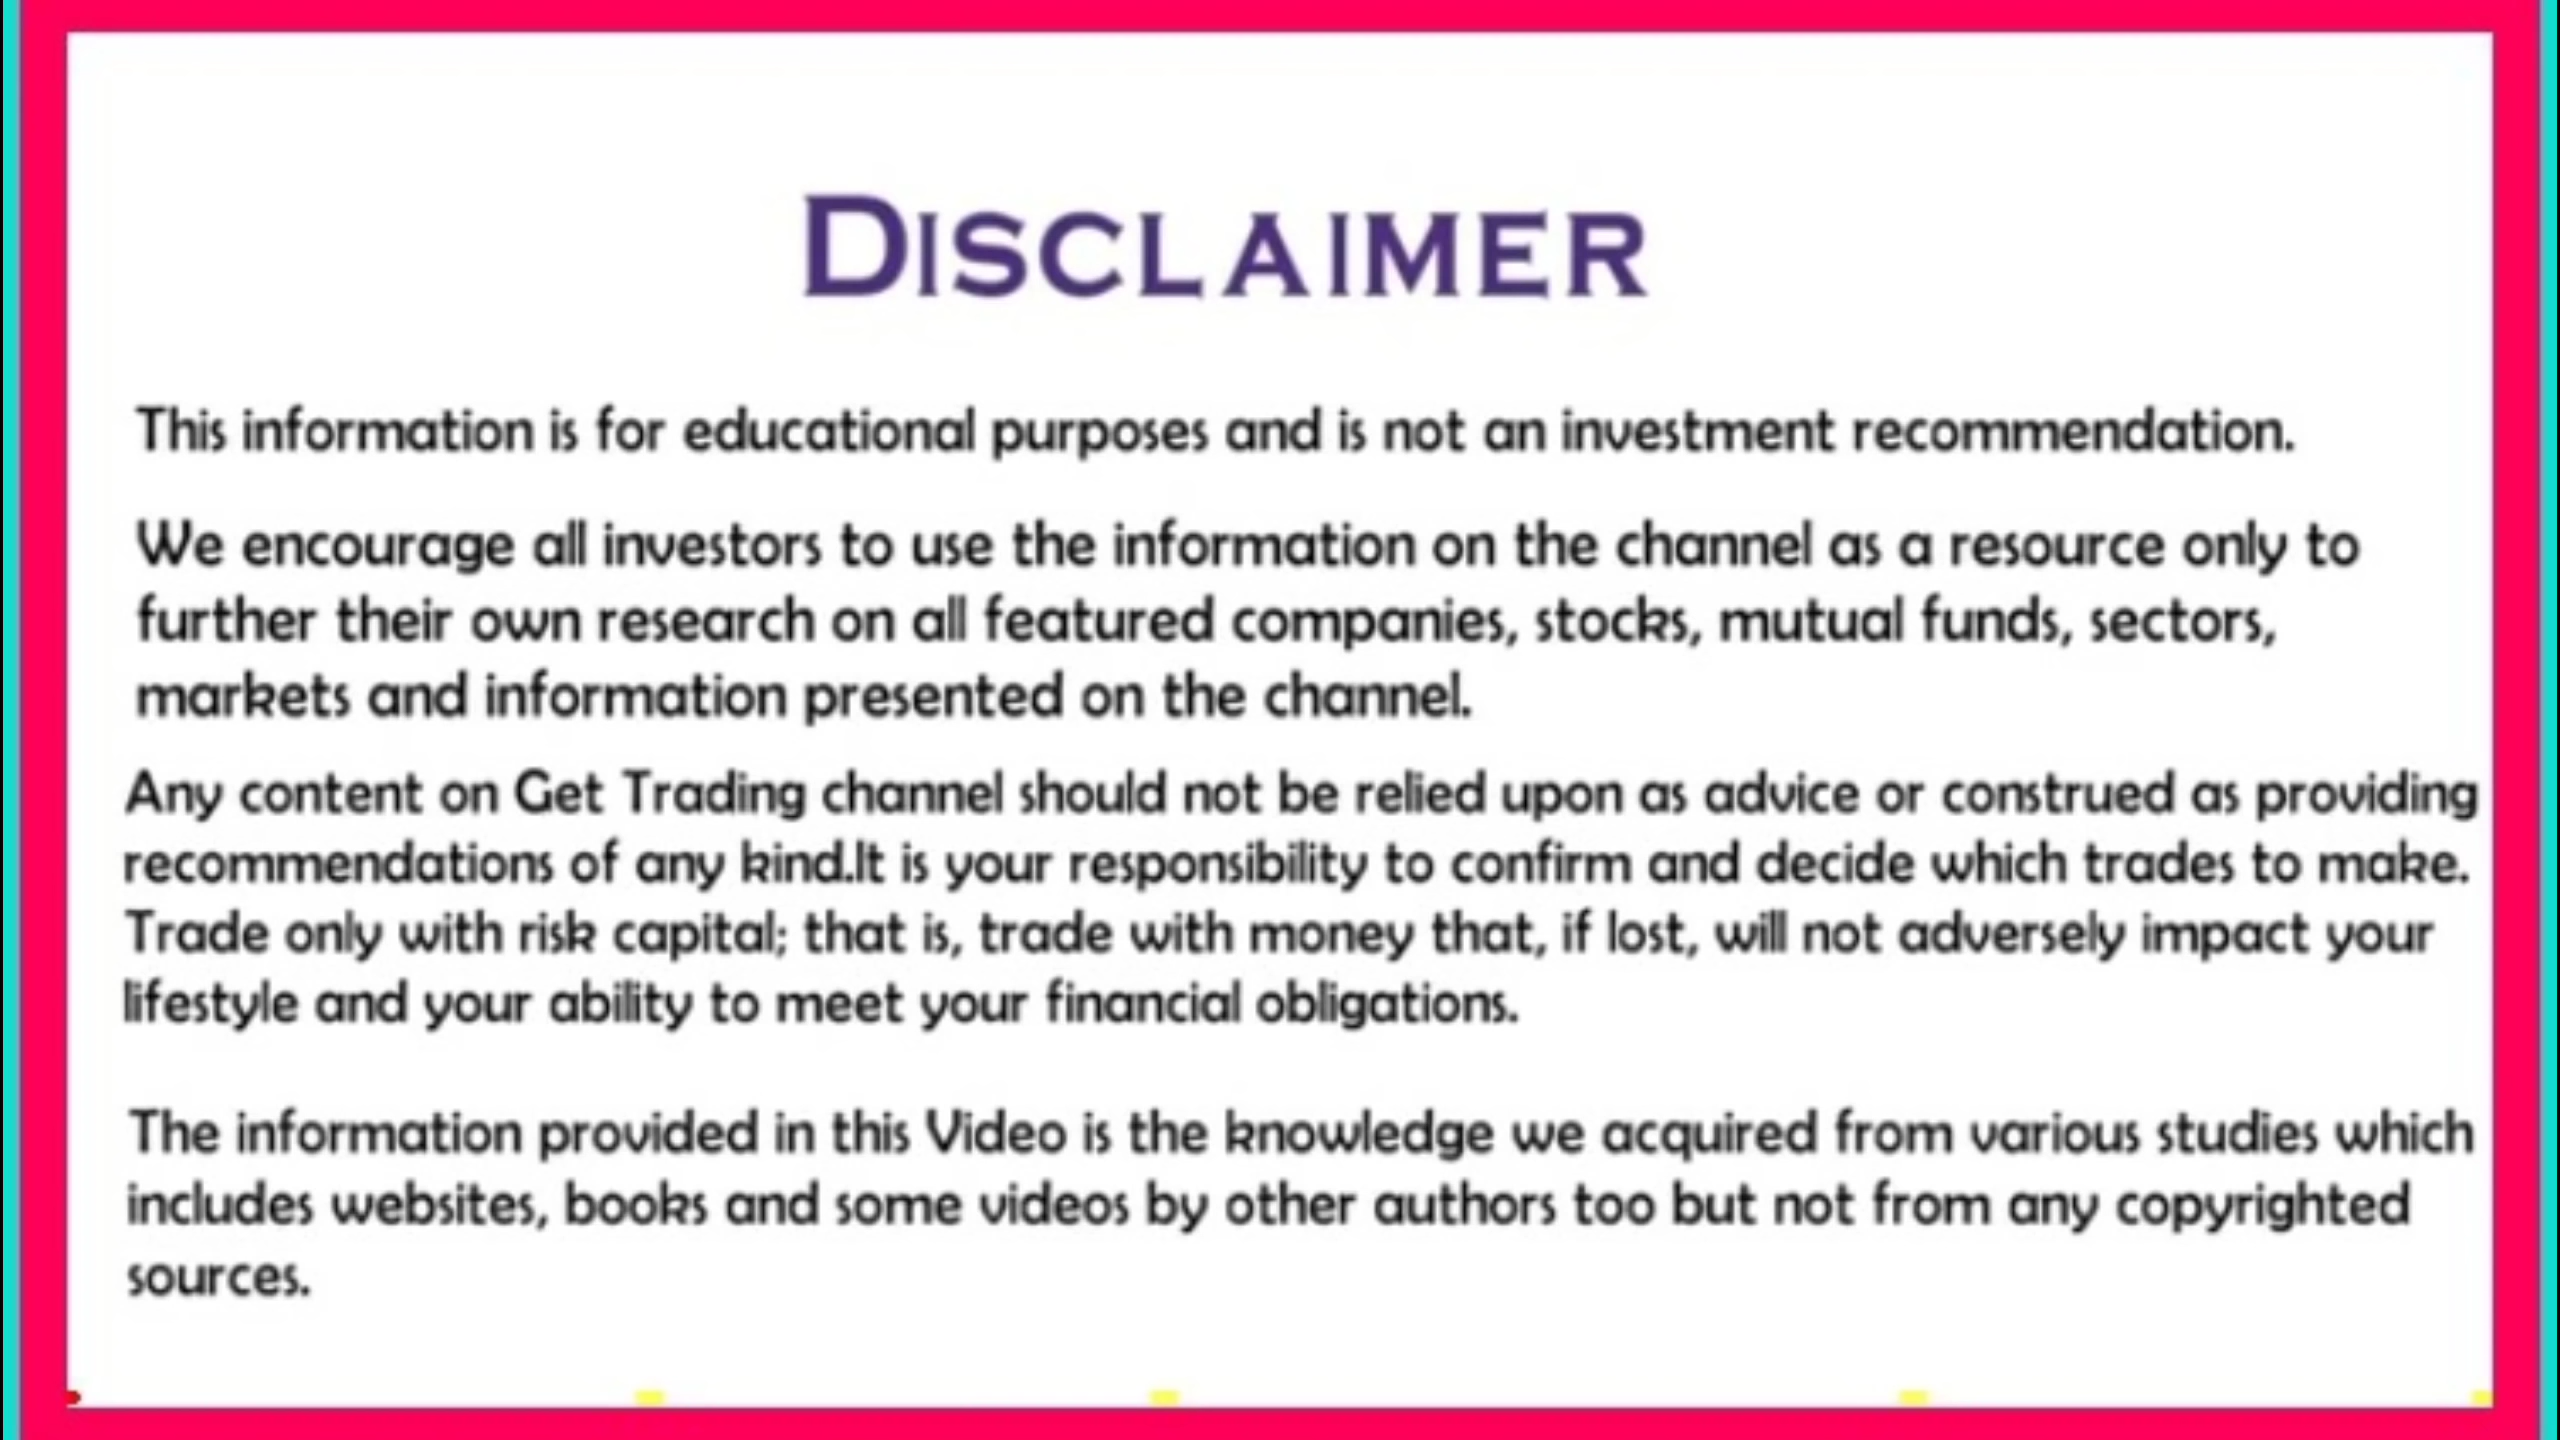 DISCLAIMER
This information is for educational purposes and is not an investment recommendation.
We encourage all investors to use the information on the channel as a resource only to
further their own research on all featured companies, stocks, mutual funds, sectors,
markets and information presented on the channel.
Any content on Get Trading channel should not be relied upon as advice or construed as providing
recommendations of any kind.It is your responsibility to confirm and decide which trades to make.
Trade only with risk capital; that is, trade with money that, if lost, will not adversely impact your
lifestyle and your ability to meet your financial obligations.
The information provided in this Video is the knowledge we acquired from various studies which
includes websites, books and some videos by other authors too but not from any copyrighted
sources.